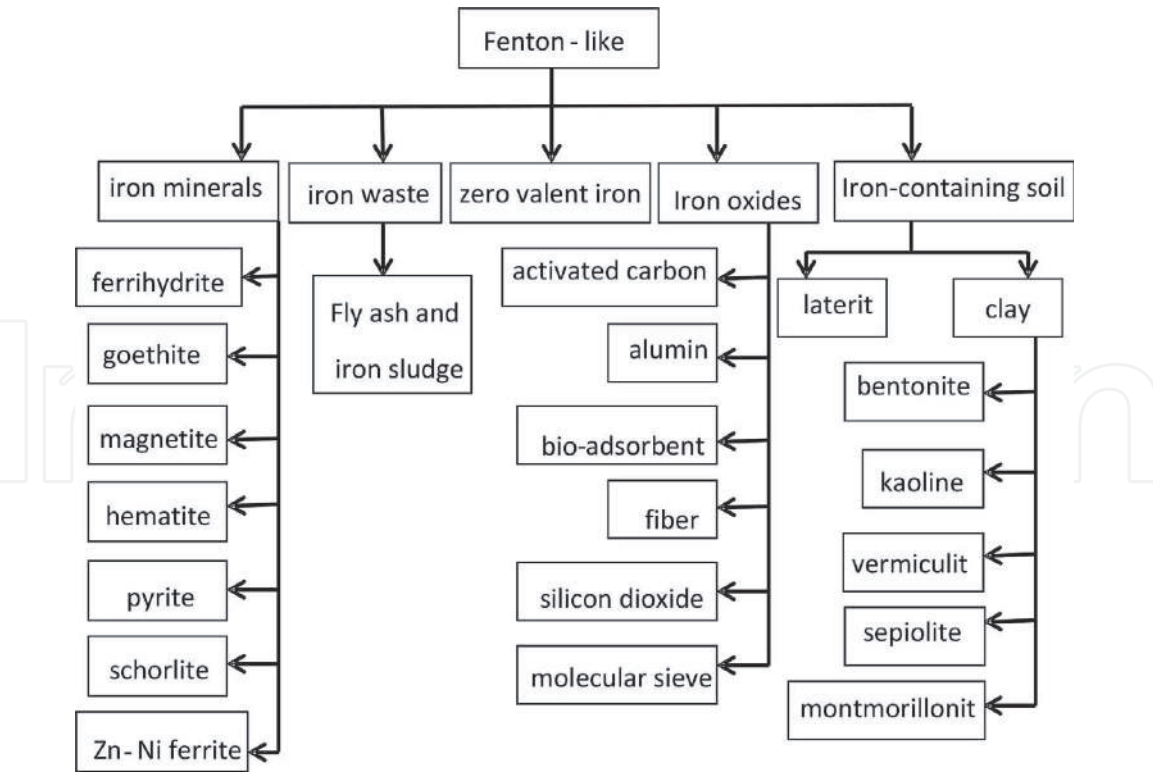 Fenton - like
iron minerals
iron waste
zero valent iron
Iron oxides
Iron-containing soil
ferrihydrite
goethite
magnetite
hematite
pyrite
schorlite
Zn- Ni ferrite
Fly ash and
iron sludge
activated carbon
alumin
bio-adsorbent
fiber
silicon dioxide
molecular sieve
laterit
clay
bentonite
kaoline
vermiculit
sepiolite
montmorillonit